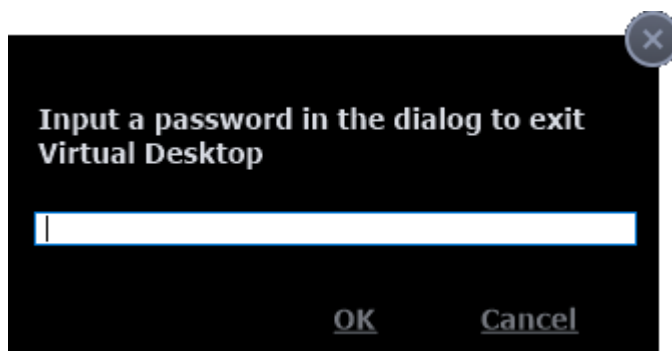 Input a password in the dialog to exit
Virtual Desktop
OK Cancel